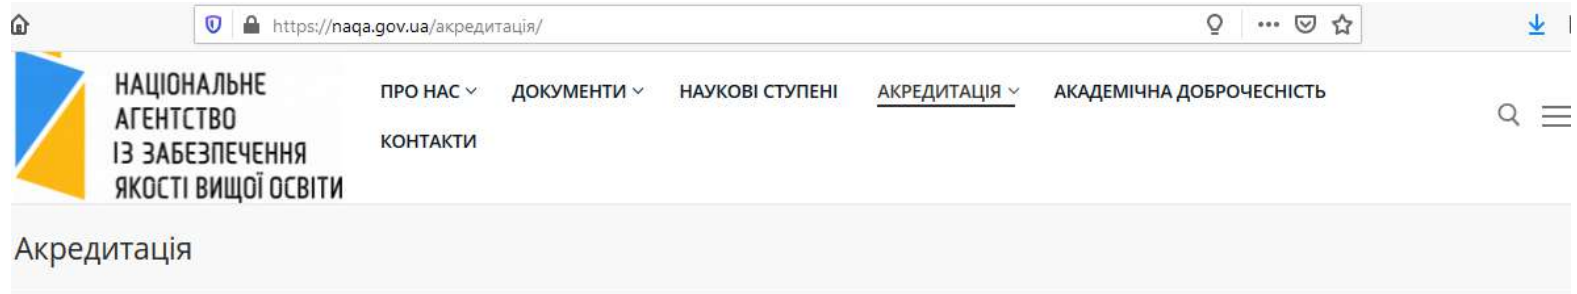 https://naqa.gov.ua/акредитація/
НАЦІОНАЛЬНЕ
АГЕНТСТВО
ІЗ ЗАБЕЗПЕЧЕННЯ
ЯКОСТІ ВИЩОЇ ОСВІТИ
ПРО НАС ДОКУМЕНТИ НАУКОВІ СТУПЕНІ АКРЕДИТАЦІЯ АКАДЕМІЧНА ДОБРОЧЕСНІСТЬ
КОНТАКТИ
Акредитація